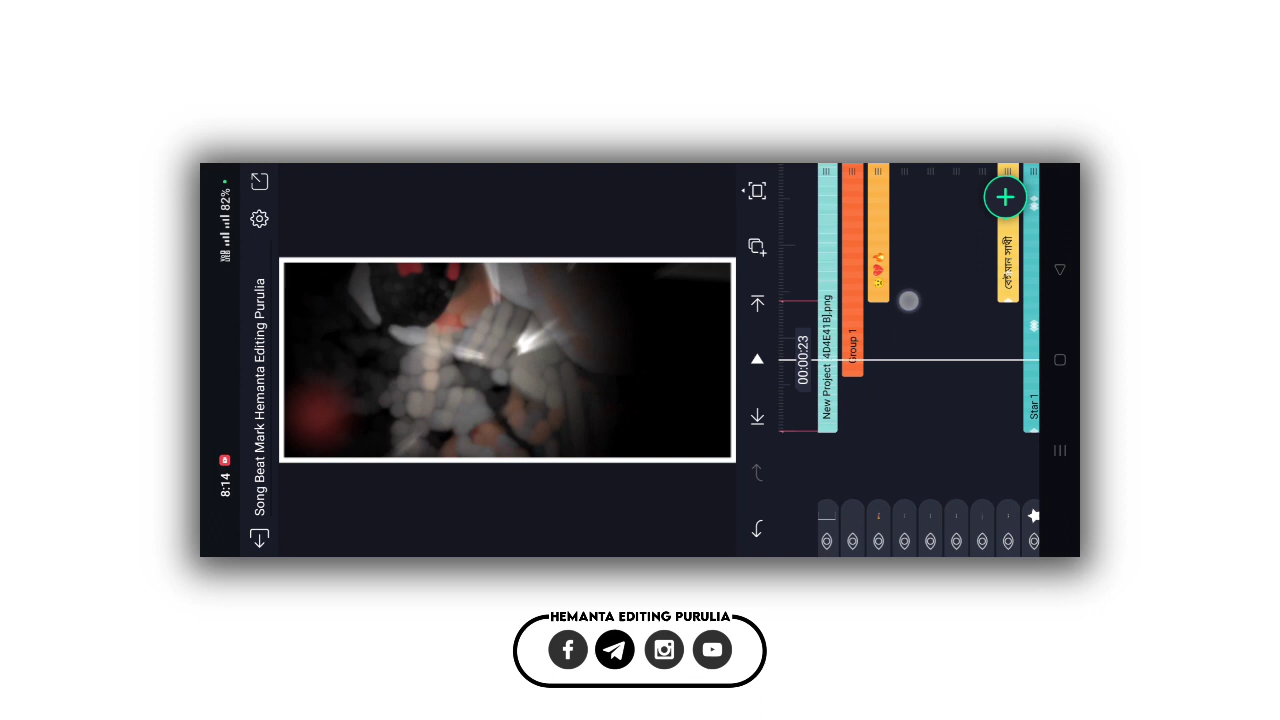 8:14
82%
Song Beat Mark Hemanta Editing Purulia
00:00:23
New Project [4D4E41B].png
Group 1
😘💔🔥
Star 1
HEMANTA EDITING PURULIA